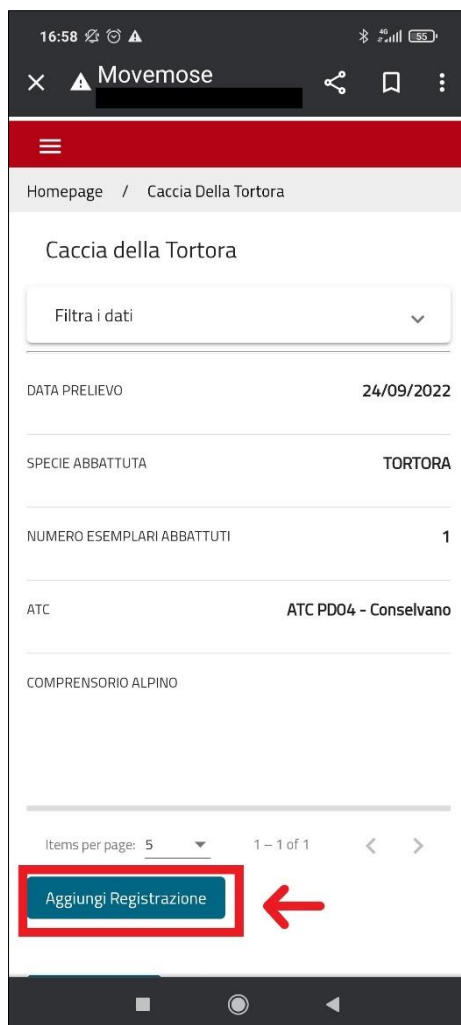 16:58
4G
55
Movemose
Homepage / Caccia Della Tortora
Caccia della Tortora
Filtra i dati
DATA PRELIEVO 24/09/2022
SPECIE ABBATTUTA TORTORA
NUMERO ESEMPLARI ABBATTUTI 1
ATC ATC PD04 - Conselvano
COMPRENSORIO ALPINO
Items per page: 5 1 – 1 of 1
Aggiungi Registrazione